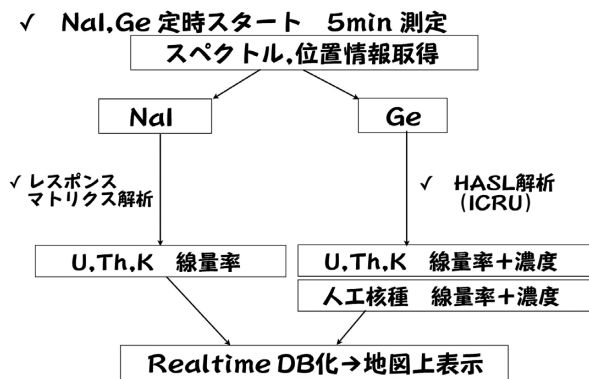 ✓ NaI,Ge 定時スタート 5min 測定
スペクトル,位置情報取得
NaI
Ge
✓ レスポンス
マトリクス解析
✓ HASL解析
(ICRU)
U,Th,K 線量率
U,Th,K 線量率+濃度
人工核種 線量率+濃度
Realtime DB化→地図上表示